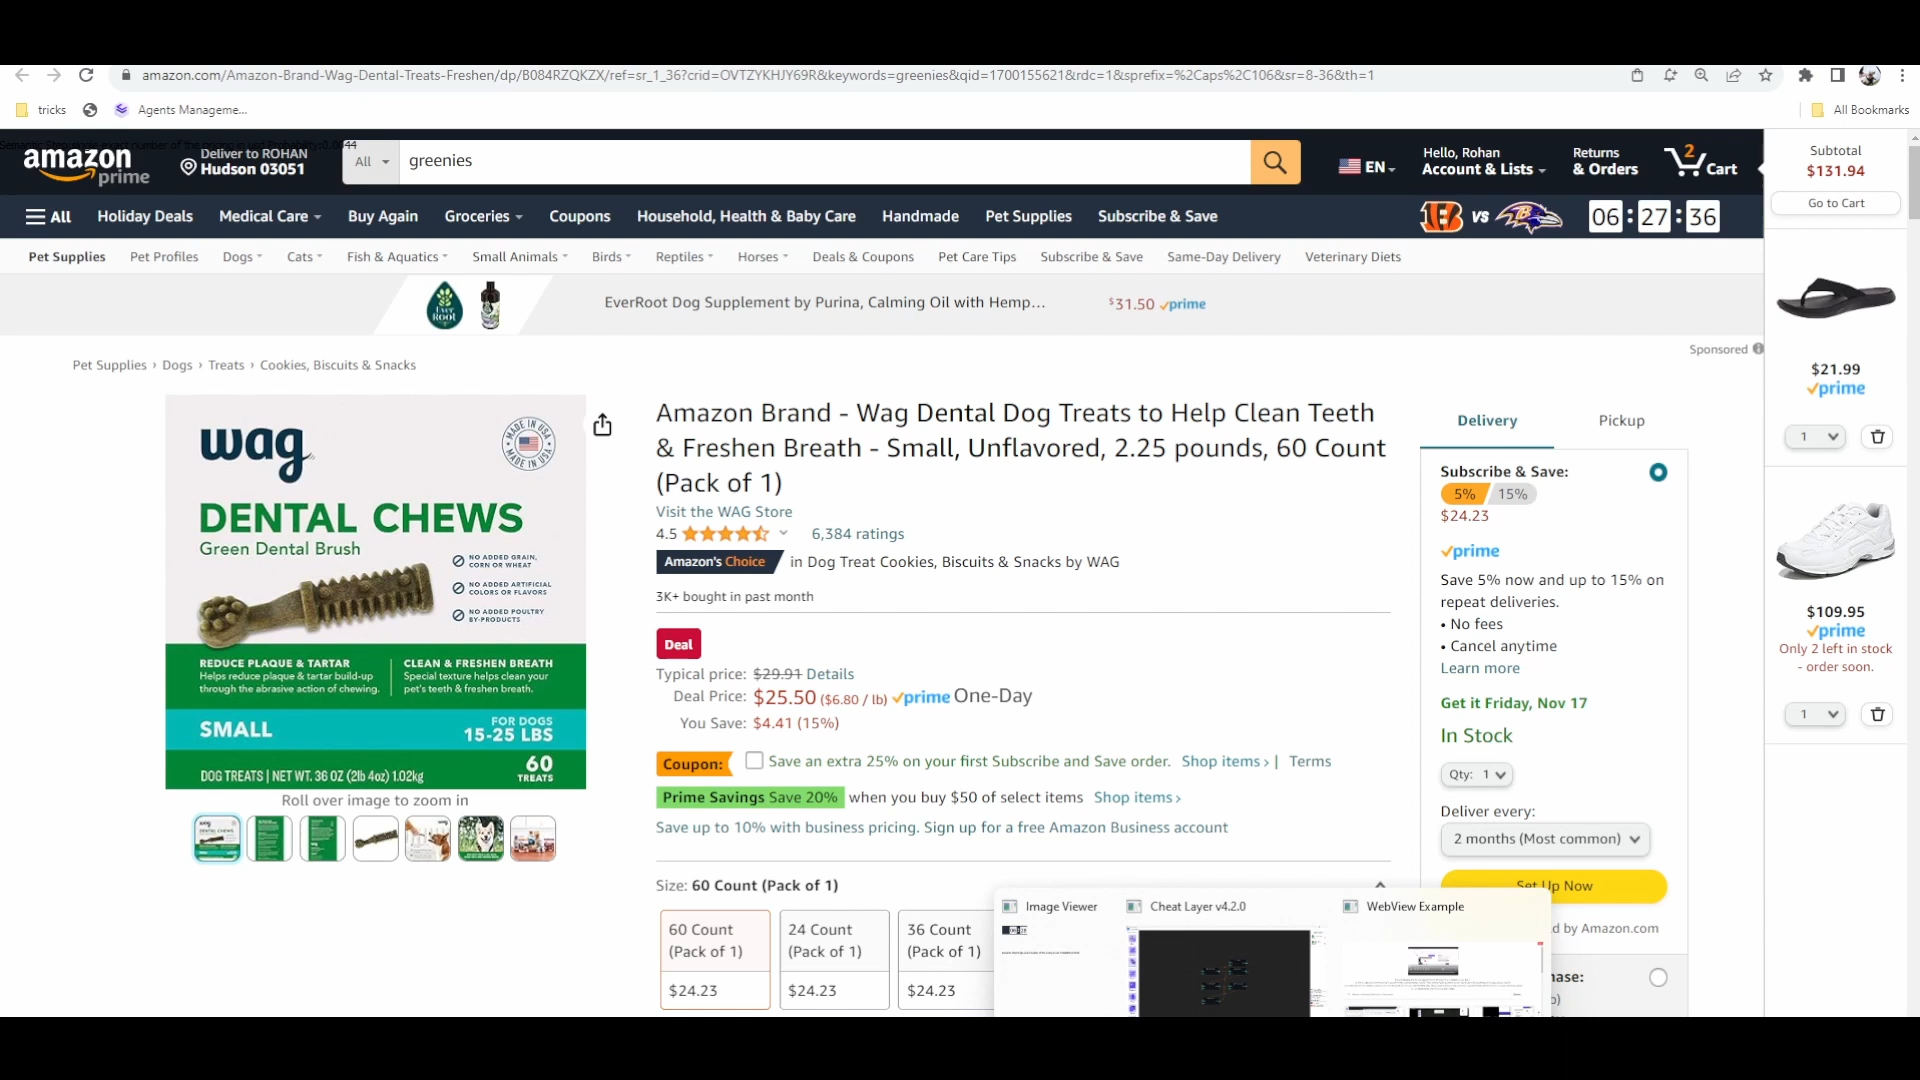 amazon.com/Amazon-Brand-Wag-Dental-Treats-Freshen/dp/B084RZQKZX/ref=sr_1_36?crid=OVTZYKHJY69R&keywords=greenies&qid=1700155621&rdc=1&sprefix=%2Caps%2C106&sr=8-36&th=1
tricks
Agents Manageme...
All Bookmarks
amazon
prime
Deliver to ROHAN
Hudson 03051
All
greenies
EN
Hello, Rohan
Account & Lists
Returns
& Orders
2
Cart
Subtotal
$131.94
Go to Cart
All
Holiday Deals
Medical Care
Buy Again
Groceries
Coupons
Household, Health & Baby Care
Handmade
Pet Supplies
Subscribe & Save
VS
06 : 27 : 36
Pet Supplies
Pet Profiles
Dogs
Cats
Fish & Aquatics
Small Animals
Birds
Reptiles
Horses
Deals & Coupons
Pet Care Tips
Subscribe & Save
Same-Day Delivery
Veterinary Diets
EVER
ROOT
EverRoot Dog Supplement by Purina, Calming Oil with Hemp...
$31.50 prime
Sponsored
Pet Supplies › Dogs › Treats › Cookies, Biscuits & Snacks
wag
MADE IN USA
MADE IN USA
DENTAL CHEWS
Green Dental Brush
NO ADDED GRAIN,
CORN OR WHEAT
NO ADDED ARTIFICIAL
COLORS OR FLAVORS
NO ADDED POULTRY
BY-PRODUCTS
REDUCE PLAQUE & TARTAR
Helps reduce plaque & tartar build-up
through the abrasive action of chewing.
CLEAN & FRESHEN BREATH
Special texture helps clean your
pet's teeth & freshen breath.
SMALL
FOR DOGS
15-25 LBS
DOG TREATS | NET WT. 36 OZ (2lb 4oz) 1.02kg
60
TREATS
Roll over image to zoom in
Amazon Brand - Wag Dental Dog Treats to Help Clean Teeth
& Freshen Breath - Small, Unflavored, 2.25 pounds, 60 Count
(Pack of 1)
Visit the WAG Store
4.5
6,384 ratings
Amazon's Choice
in Dog Treat Cookies, Biscuits & Snacks by WAG
3K+ bought in past month
Deal
Typical price: $29.91 Details
Deal Price: $25.50 ($6.80 / lb) prime One-Day
You Save: $4.41 (15%)
Coupon:
Save an extra 25% on your first Subscribe and Save order. Shop items › | Terms
Prime Savings Save 20% when you buy $50 of select items Shop items ›
Save up to 10% with business pricing. Sign up for a free Amazon Business account
Size: 60 Count (Pack of 1)
60 Count
(Pack of 1)
$24.23
24 Count
(Pack of 1)
$24.23
36 Count
(Pack of 1)
$24.23
Delivery
Pickup
Subscribe & Save:
5% 15%
$24.23
prime
Save 5% now and up to 15% on
repeat deliveries.
• No fees
• Cancel anytime
Learn more
Get it Friday, Nov 17
In Stock
Qty: 1
Deliver every:
2 months (Most common)
Set Up Now
d by Amazon.com
hase:
$21.99
prime
1
$109.95
prime
Only 2 left in stock
- order soon.
1
Image Viewer
Cheat Layer v4.2.0
WebView Example